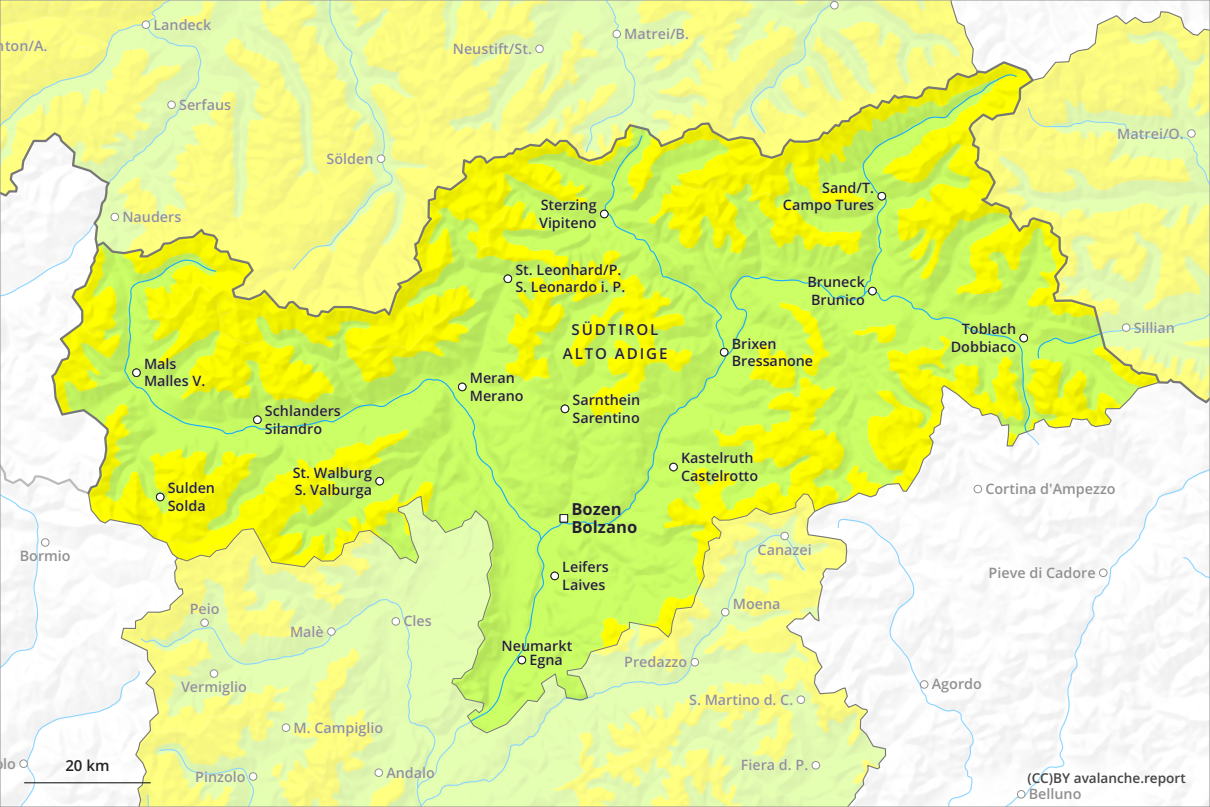 Landeck
Matrei/B.
nton/A.
Neustift/St.
Serfaus
Matrei/O.
Sölden
Sand/T.
Campo Tures
Nauders
Sterzing
Vipiteno
St. Leonhard/P.
S. Leonardo i. P.
Bruneck
Brunico
SÜDTIROL
ALTO ADIGE
Toblach
Dobbiaco
Sillian
Brixen
Bressanone
Mals
Malles V.
Meran
Merano
Sarnthein
Sarentino
Schlanders
Silandro
Kastelruth
Castelrotto
St. Walburg
S. Valburga
Sulden
Solda
Cortina d'Ampezzo
Bozen
Bolzano
Bormio
Canazei
Leifers
Laives
Pieve di Cadore
Peio
Moena
Cles
Malè
Neumarkt
Egna
Predazzo
Vermiglio
Agordo
S. Martino d. C.
M. Campiglio
olo
20 km
Pinzolo
Andalo
Fiera d. P.
(CC)BY avalanche.report
Belluno